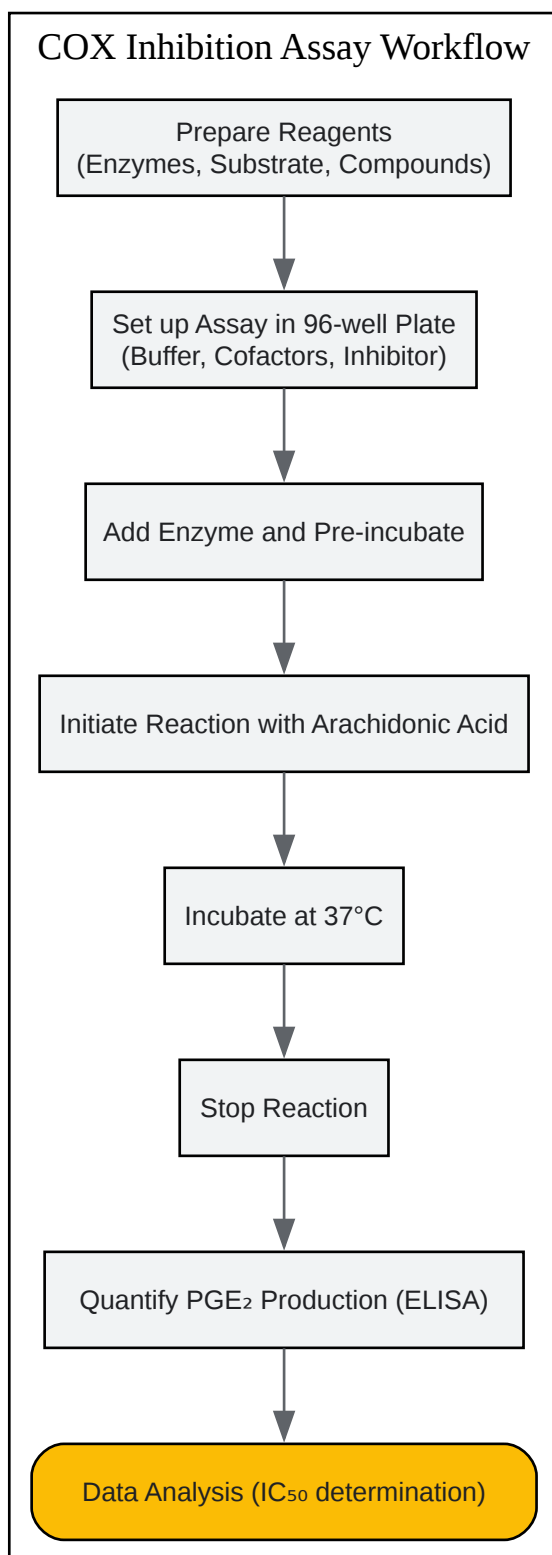 COX Inhibition Assay Workflow
Prepare Reagents
(Enzymes, Substrate, Compounds)
Set up Assay in 96-well Plate
(Buffer, Cofactors, Inhibitor)
Add Enzyme and Pre-incubate
Initiate Reaction with Arachidonic Acid
Incubate at 37°C
Stop Reaction
Quantify PGE₂ Production (ELISA)
Data Analysis (IC₅₀ determination)